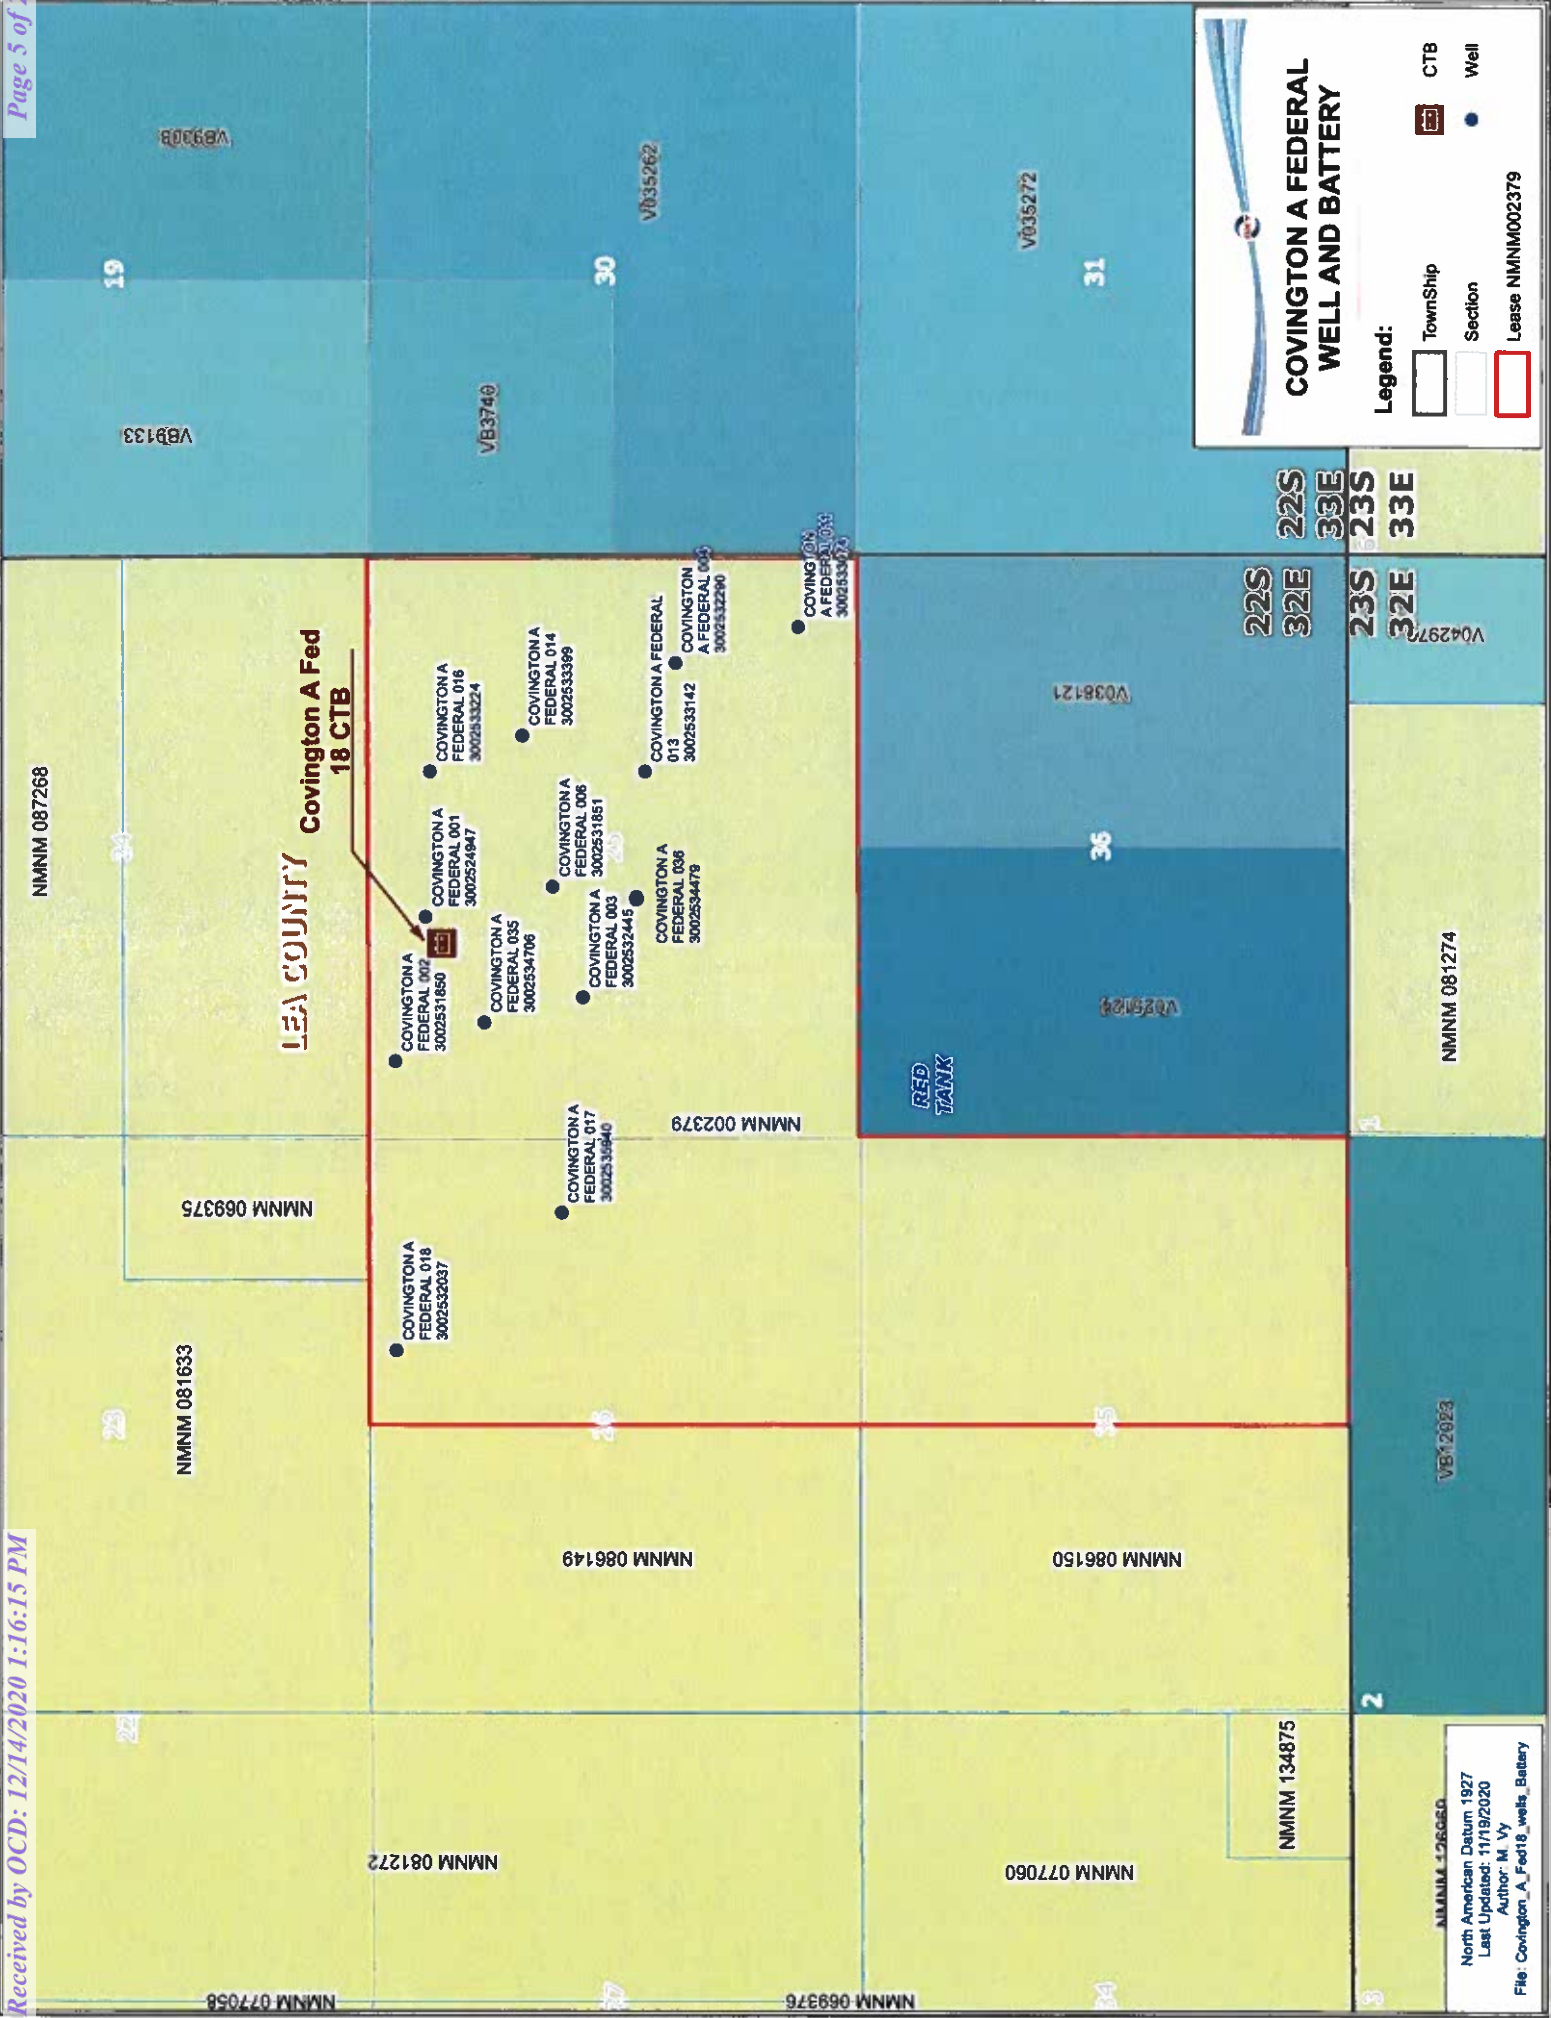 Received by OCD: 12/14/2020 1:16:15 PM
Page 5 of
NMNM 087268
24
LEA COUNTY
Covington A Fed
18 CTB
NMNM 069375
23
NMNM 081633
22
NMNM 077058
19
VB9133
VB3740
30
V035262
V035272
31
COVINGTON A
FEDERAL 018
3002532037
COVINGTON A
FEDERAL 017
COVINGTON A
FEDERAL 002
3002531850
COVINGTON A
FEDERAL 001
3002524947
COVINGTON A
FEDERAL 016
3002533224
COVINGTON A
FEDERAL 035
3002534706
COVINGTON A
FEDERAL 014
3002533399
COVINGTON A
FEDERAL 006
3002531851
COVINGTON A
FEDERAL 003
3002532445
COVINGTON A
FEDERAL 036
3002534479
25
COVINGTON A FEDERAL
013
3002533142
COVINGTON
A FEDERAL 004
3002532290
COVINGTON
A FEDERAL
NMNM 002379
26
NMNM 086149
NMNM 081272
27
NMNM 069376
RED
TANK
36
V038121
35
NMNM 086150
NMNM 077060
34
NMNM 134875
22S
32E
22S
33E
23S
32E
23S
33E
NMNM 081274
1
VB12023
2
3
North American Datum 1927
Last Updated: 11/19/2020
Author: M. Vy
File: Covington_A_Fed18_wells_Battery
COVINGTON A FEDERAL
WELL AND BATTERY
Legend:
TownShip
Section
Lease NMNM002379
CTB
Well